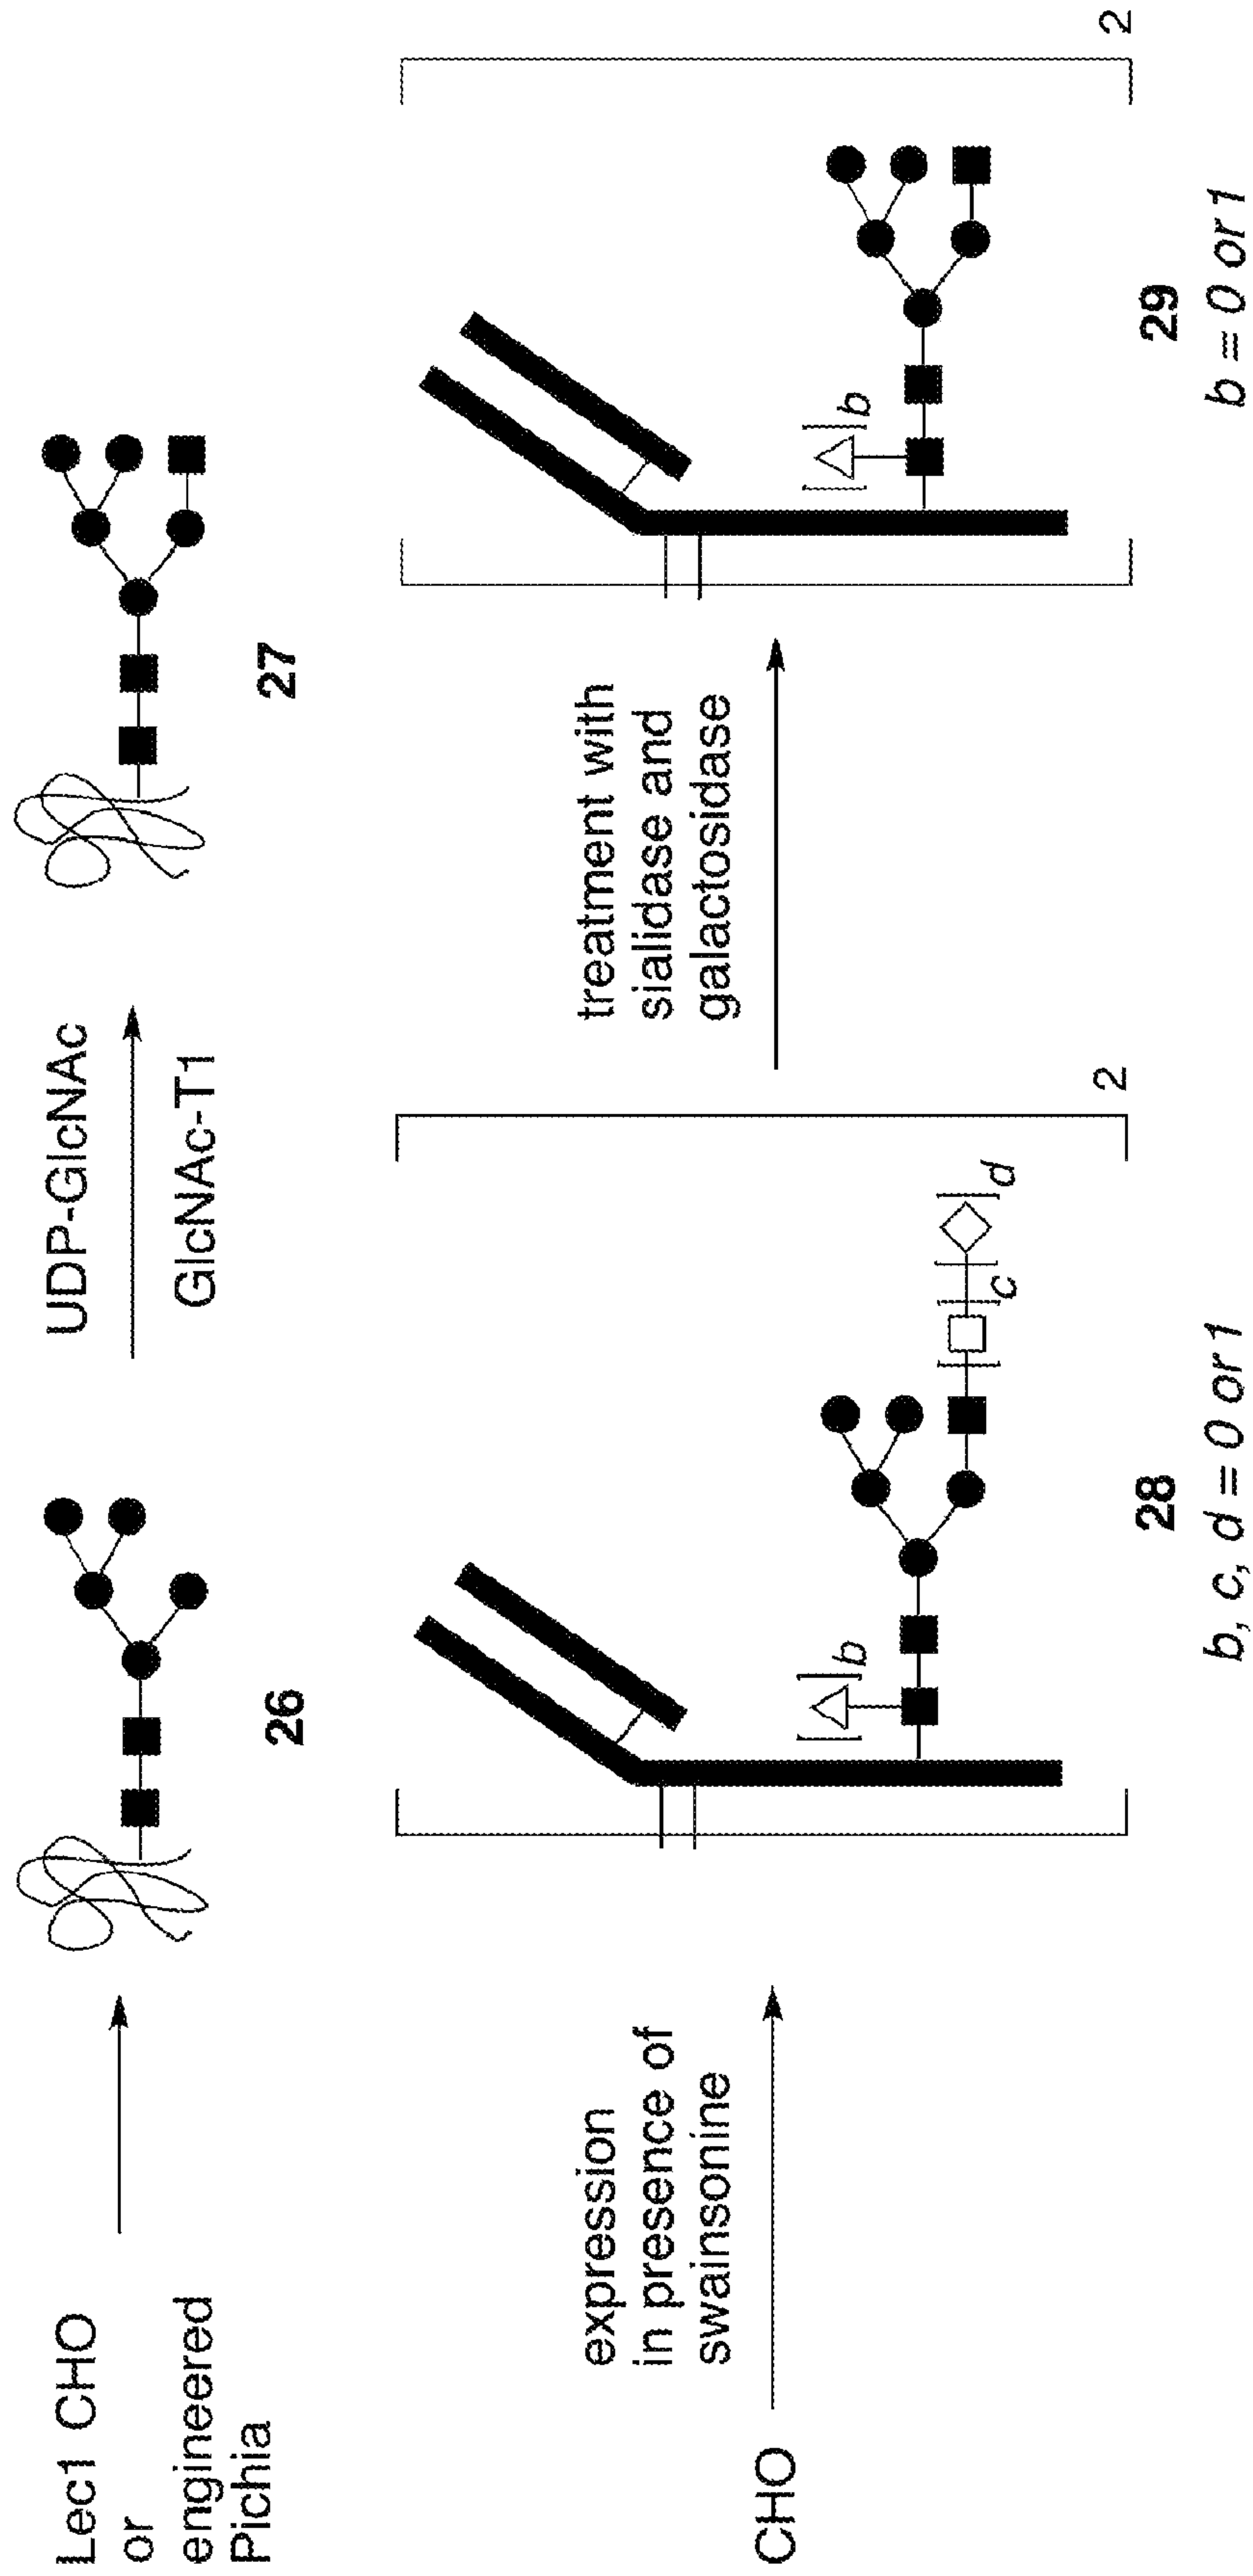 Lec1 CHO
or
engineered
Pichia
26
UDP-GlcNAc
GlcNAc-T1
27
CHO
expression
in presence of
swainsonine
b
c
d
2
28
b, c, d = 0 or 1
treatment with
sialidase and
galactosidase
b
2
29
b = 0 or 1